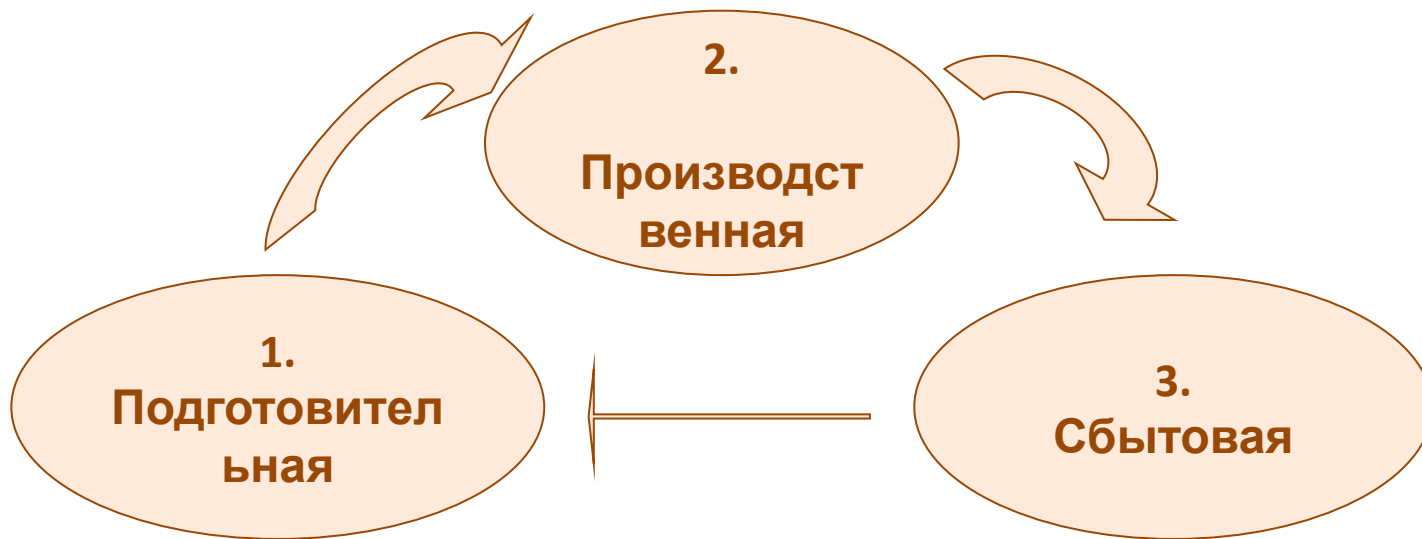 2.
Производст
венная
1.
Подготовител
ьная
3.
Сбытовая